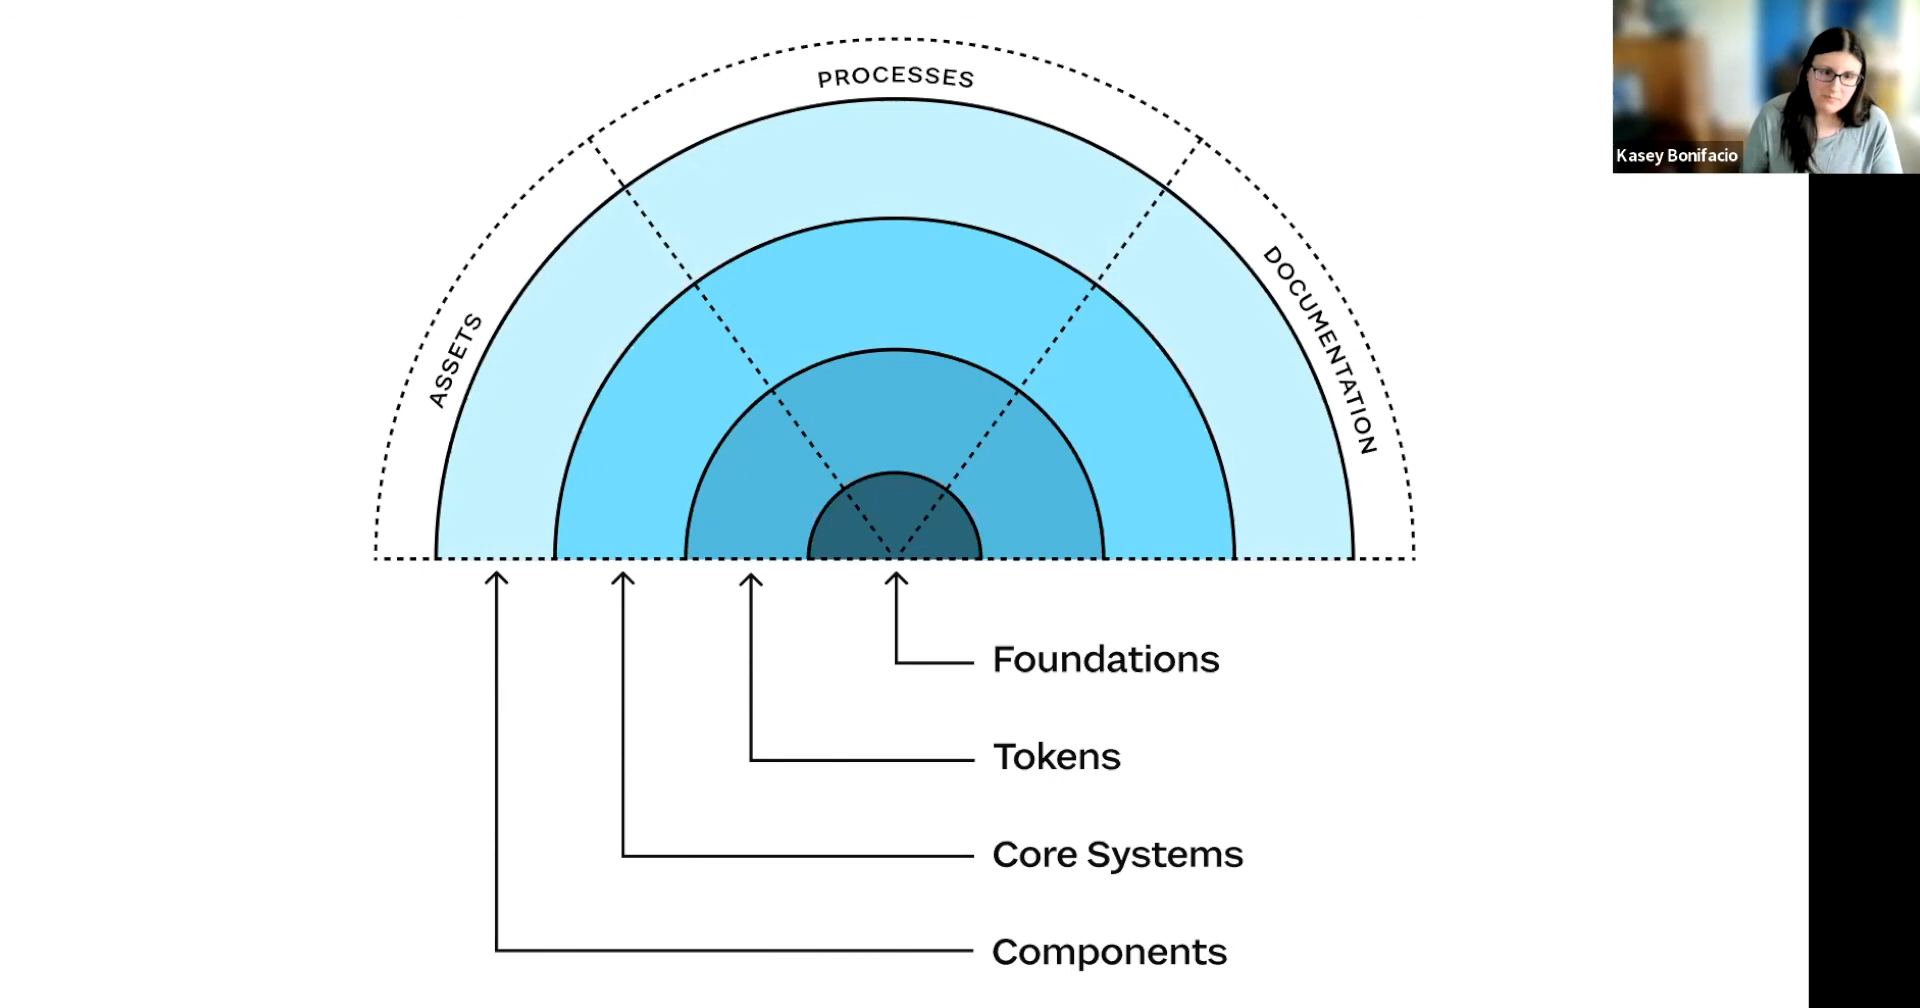 PROCESSES
Kasey Bonifacio
ASSETS
DOCUMENTATION
Foundations
Tokens
Core Systems
Components